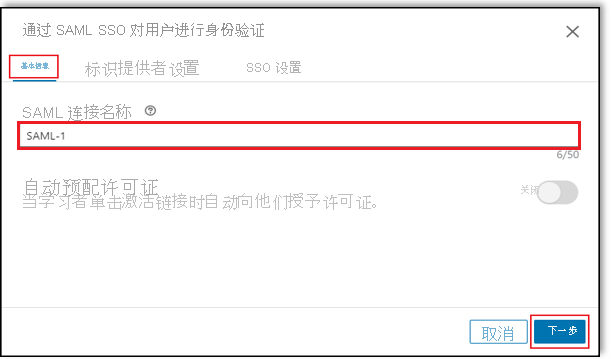 通过 SAML SSO 对用户进行身份验证
基本信息 标识提供者设置 SSO 设置
SAML 连接名称
SAML-1
6/50
自动预配许可证
关闭
当学习者单击激活链接时自动向他们授予许可证。
取消 下一步